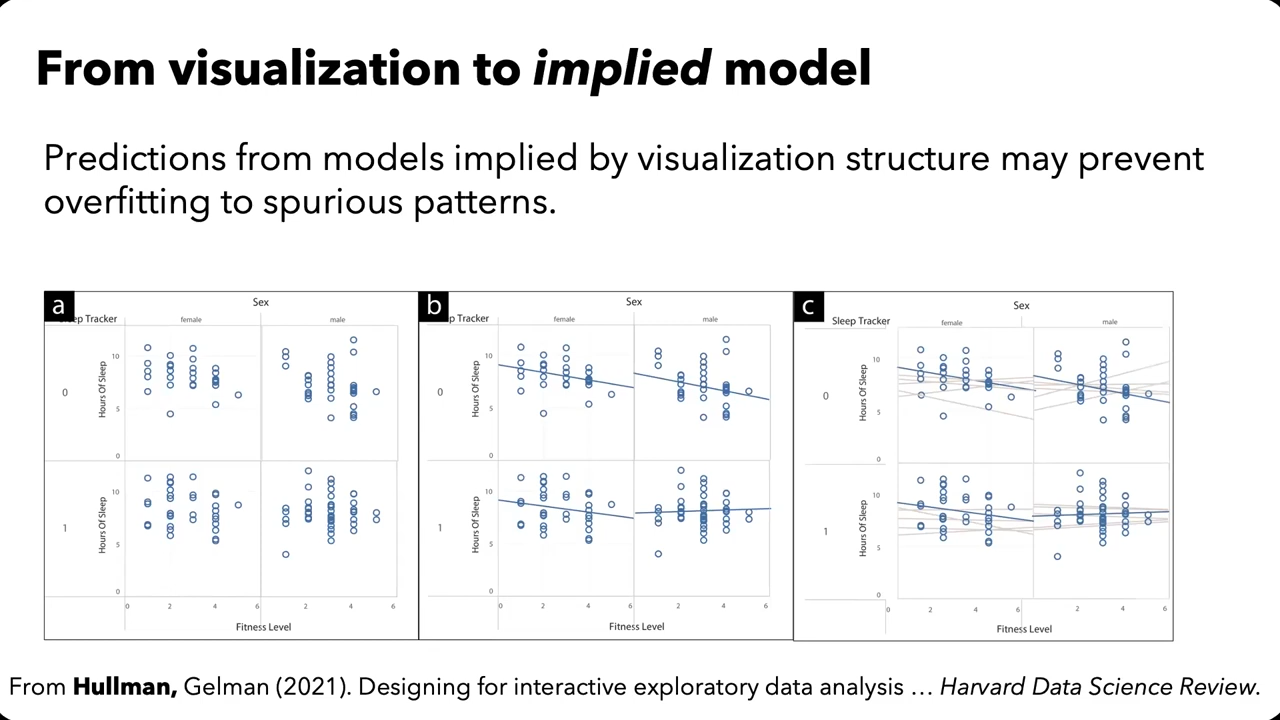 From visualization to implied model
Predictions from models implied by visualization structure may prevent
overfitting to spurious patterns.
a
Sex
ep Tracker
female
male
0
Hours Of Sleep
10
5
0
1
Hours Of Sleep
10
5
0
0
2
4
6
2
4
6
Fitness Level
b
Sex
p Tracker
female
male
0
Hours Of Sleep
10
5
0
1
Hours Of Sleep
10
5
0
0
2
4
6
2
4
6
Fitness Level
c
Sex
Sleep Tracker
female
male
0
Hours Of Sleep
10
5
0
1
Hours Of Sleep
10
5
0
0
2
4
6
2
4
6
Fitness Level
From Hullman, Gelman (2021). Designing for interactive exploratory data analysis … Harvard Data Science Review.